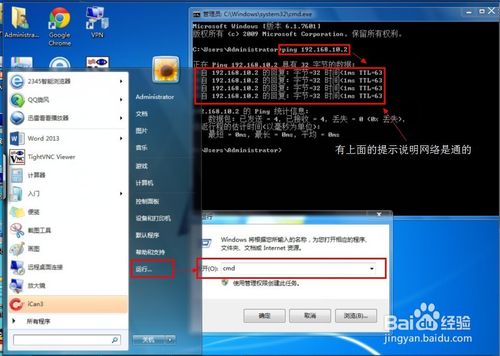 Administra...
Google Chrome
iVPN
2345智能浏览器
QQ微风
迅雷看看播放器
Word 2013
TightVNC Viewer
计算器
入门
便笺
截图工具
画图
远程桌面连接
放大镜
iCan3
所有程序
Administrator
文档
图片
音乐
游戏
计算机
控制面板
设备和打印机
默认程序
帮助和支持
运行...
关机
管理员: C:\Windows\system32\cmd.exe
Microsoft Windows [版本 6.1.7601]
版权所有 (c) 2009 Microsoft Corporation。保留所有权利。
C:\Users\Administrator>ping 192.168.10.2
正在 Ping 192.168.10.2 具有 32 字节的数据:
自 192.168.10.2 的回复: 字节=32 时间<1ms TTL=63
自 192.168.10.2 的回复: 字节=32 时间<1ms TTL=63
自 192.168.10.2 的回复: 字节=32 时间<1ms TTL=63
自 192.168.10.2 的回复: 字节=32 时间<1ms TTL=63
192.168.10.2 的 Ping 统计信息:
数据包: 已发送 = 4，已接收 = 4，丢失 = 0 (0% 丢失)，
往返行程的估计时间(以毫秒为单位):
最短 = 0ms，最长 = 0ms，平均 = 0ms
C:\Users\Administrator>
有上面的提示说明网络是通的
运行
Windows 将根据您所输入的名称，为您打开相应的程序、
文件夹、文档或 Internet 资源。
打开(O): cmd
使用管理权限创建此任务。
确定
取消
浏览(B)...
Baidu 经验
jingyan.baidu.com